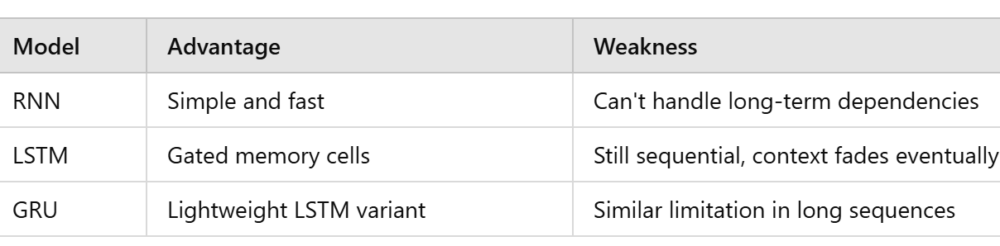 Model Advantage Weakness
RNN Simple and fast Can't handle long-term dependencies
LSTM Gated memory cells Still sequential, context fades eventually
GRU Lightweight LSTM variant Similar limitation in long sequences